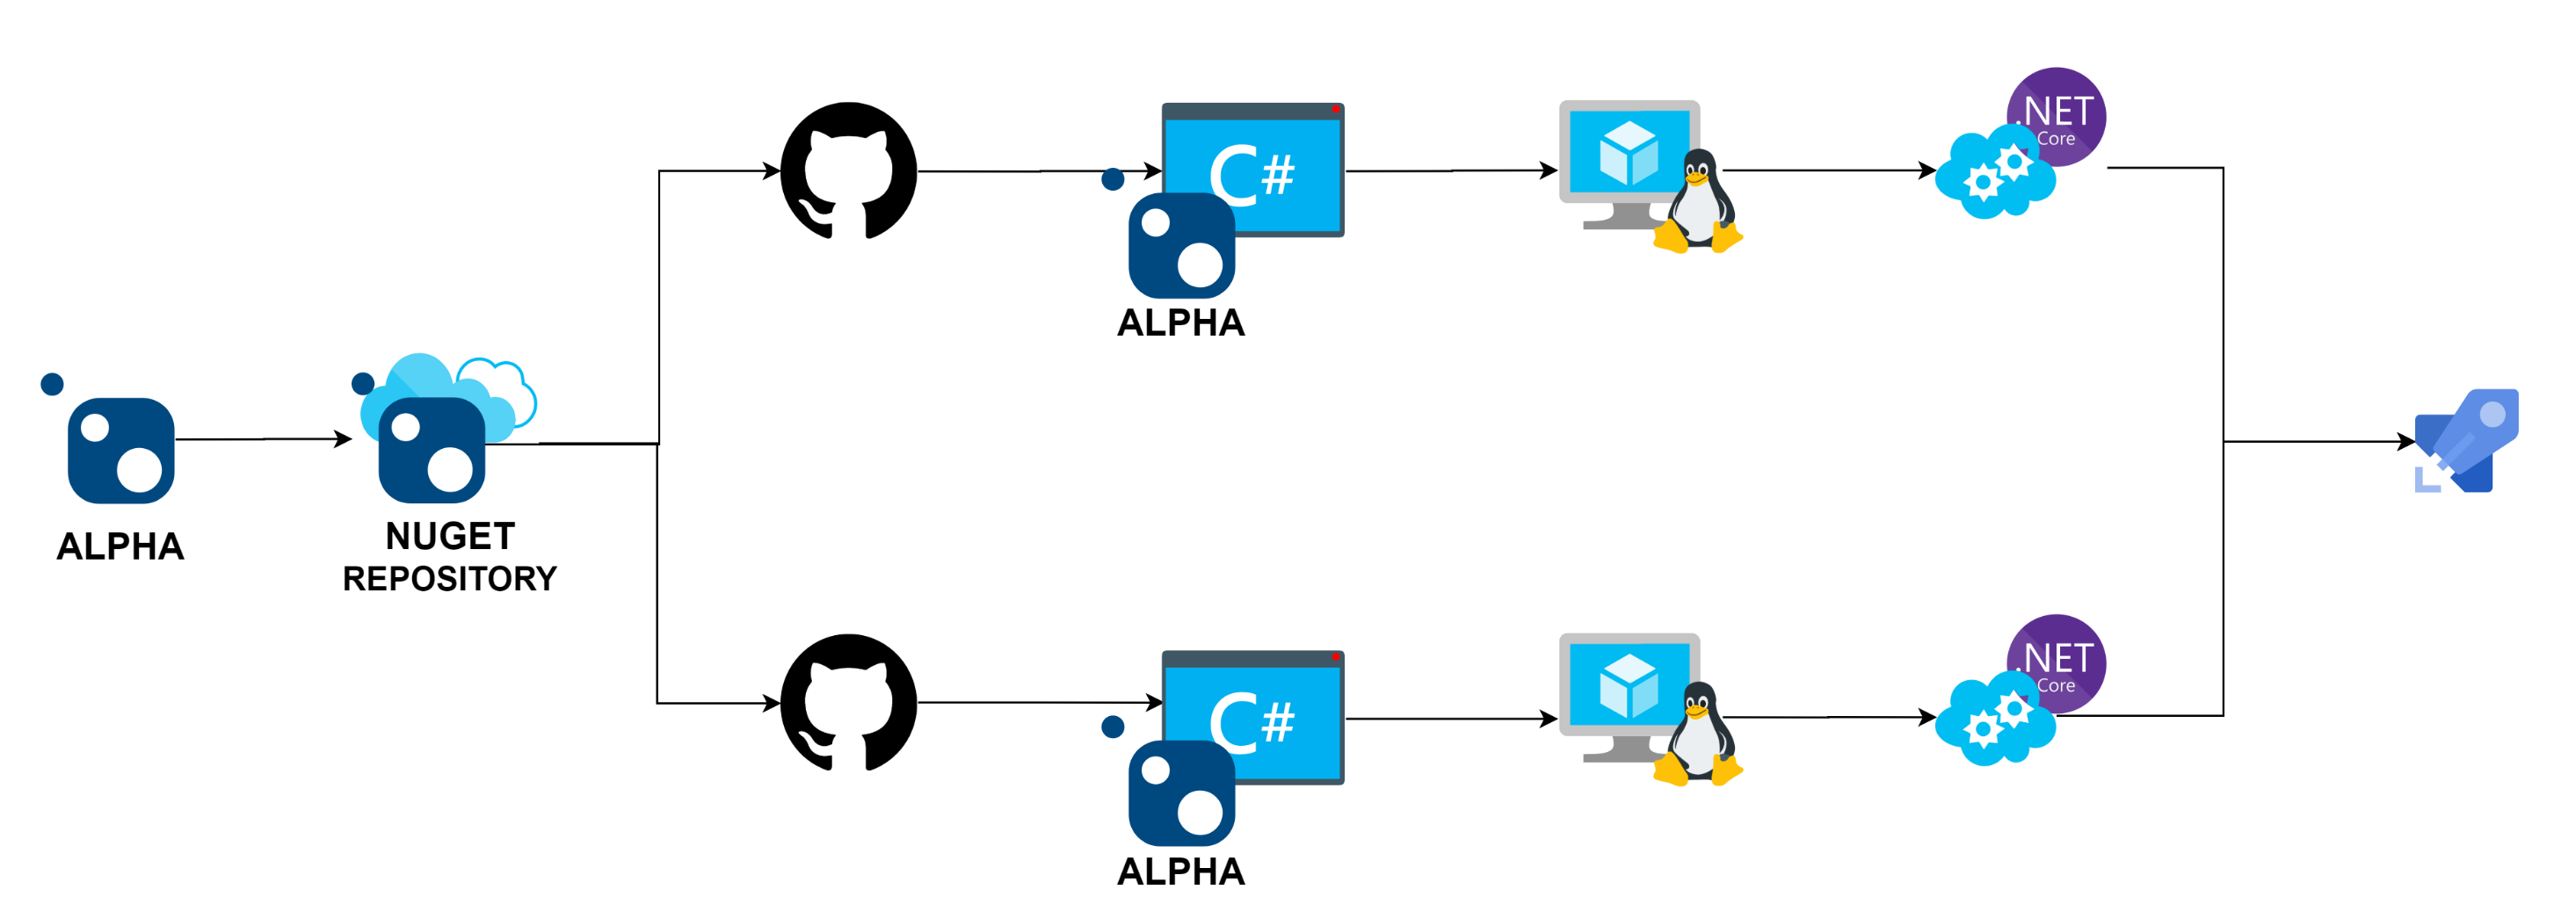 .NET
Core
C#
ALPHA
ALPHA
NUGET
REPOSITORY
.NET
Core
C#
ALPHA